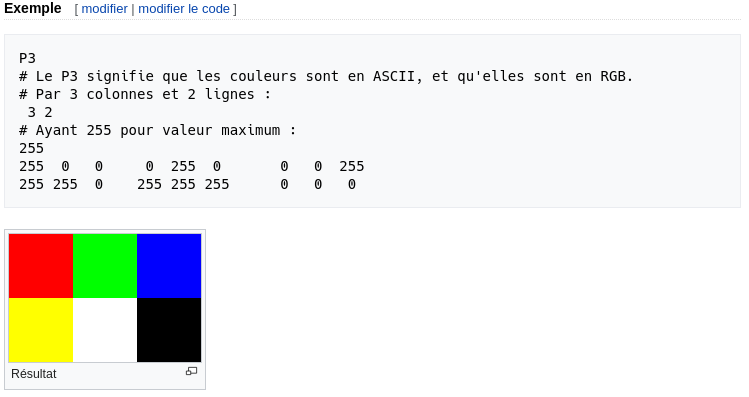 Exemple [ modifier | modifier le code ]
P3
# Le P3 signifie que les couleurs sont en ASCII, et qu'elles sont en RGB.
# Par 3 colonnes et 2 lignes :
 3 2
# Ayant 255 pour valeur maximum :
255
255  0   0     0  255  0       0   0  255
255 255  0    255 255 255      0   0   0
Résultat